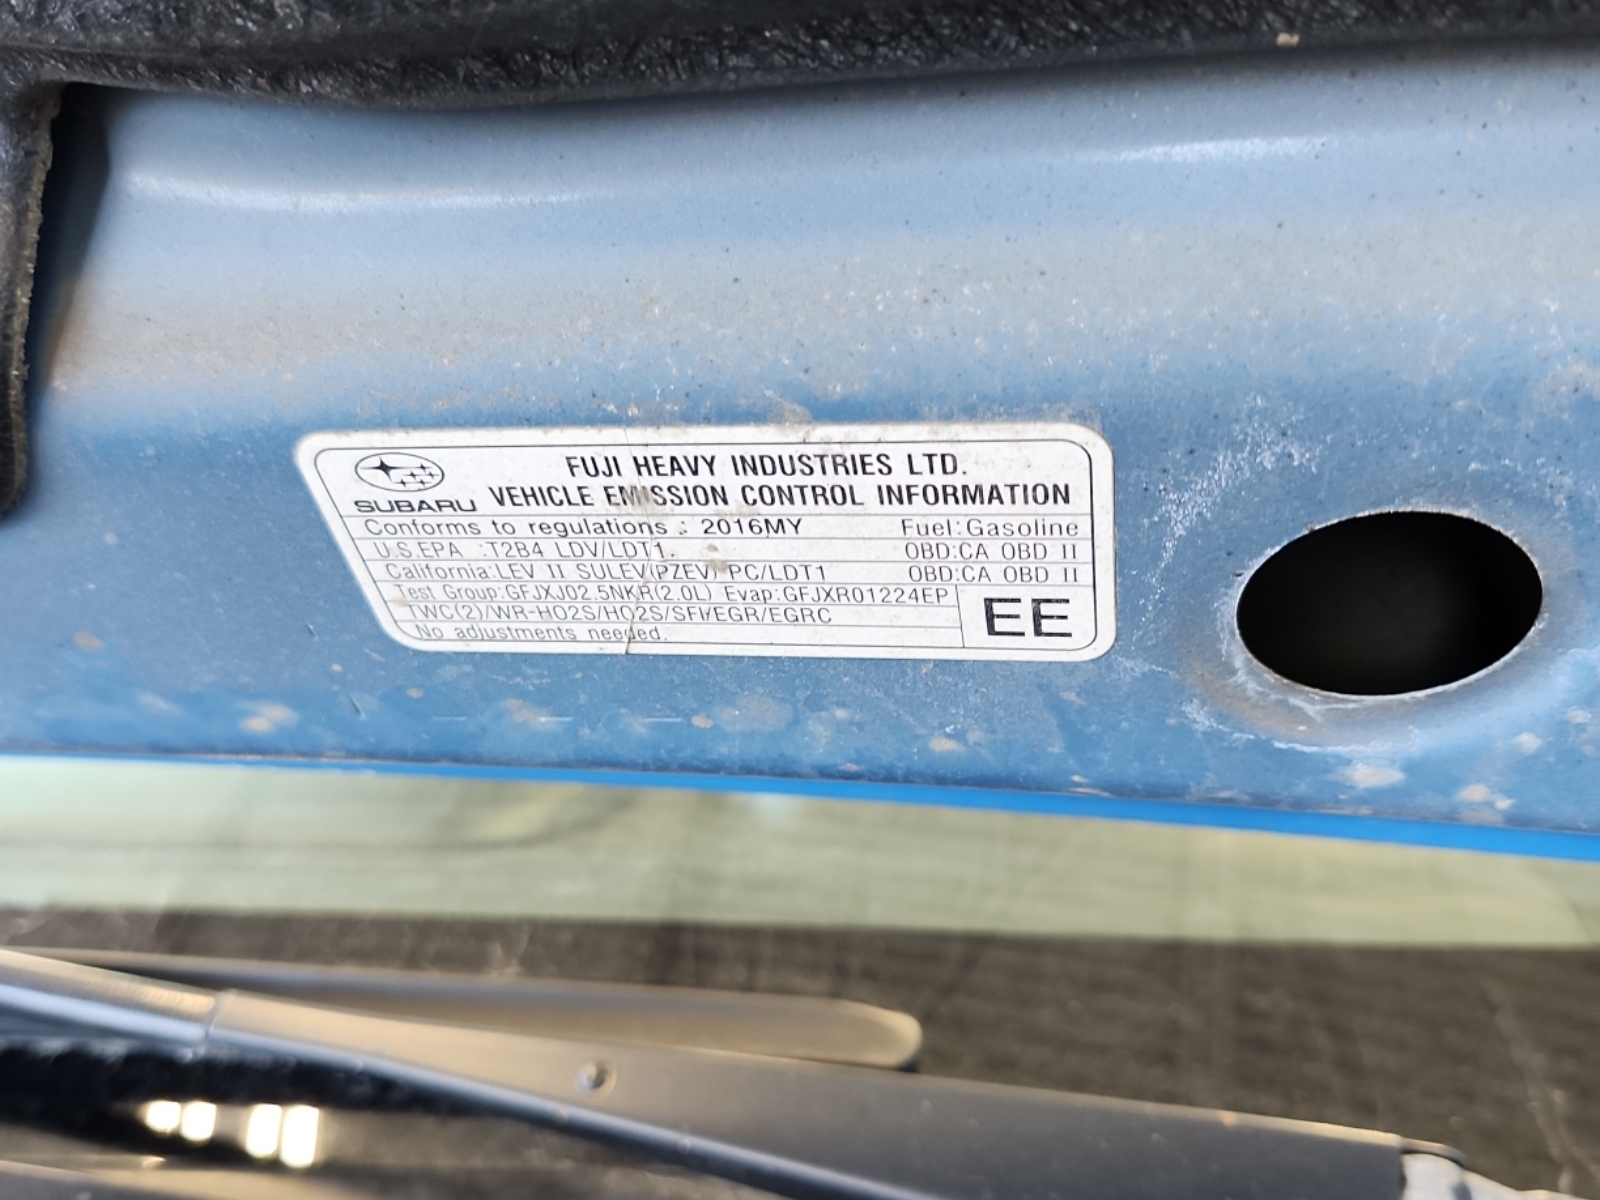 FUJI HEAVY INDUSTRIES LTD.
SUBARU VEHICLE EMISSION CONTROL INFORMATION
Conforms to regulations : 2016MY Fuel:Gasoline
U.S.EPA :T2B4 LDV/LDT1. OBD:CA OBD II
California:LEV II SULEV(PZEV) PC/LDT1 OBD:CA OBD II
Test Group:GFJXJ02.5NKR(2.0L) Evap:GFJXR01224EP
TWC(2)/WR-HO2S/HO2S/SFI/EGR/EGRC
No adjustments needed.
EE